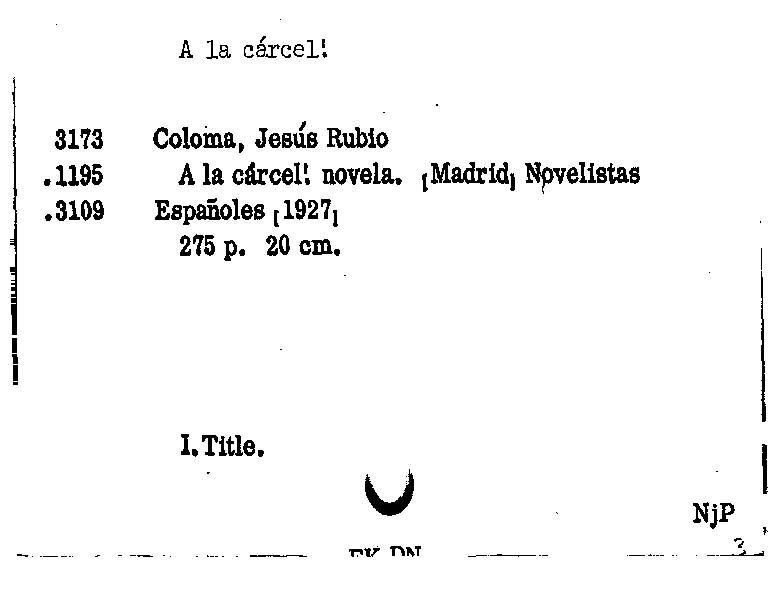 A la cárcel!
3173 Coloma, Jesús Rubio
.1195 A la cárcel! novela. [Madrid] Novelistas
.3109 Españoles [1927]
275 p. 20 cm.
I. Title.
NjP
3